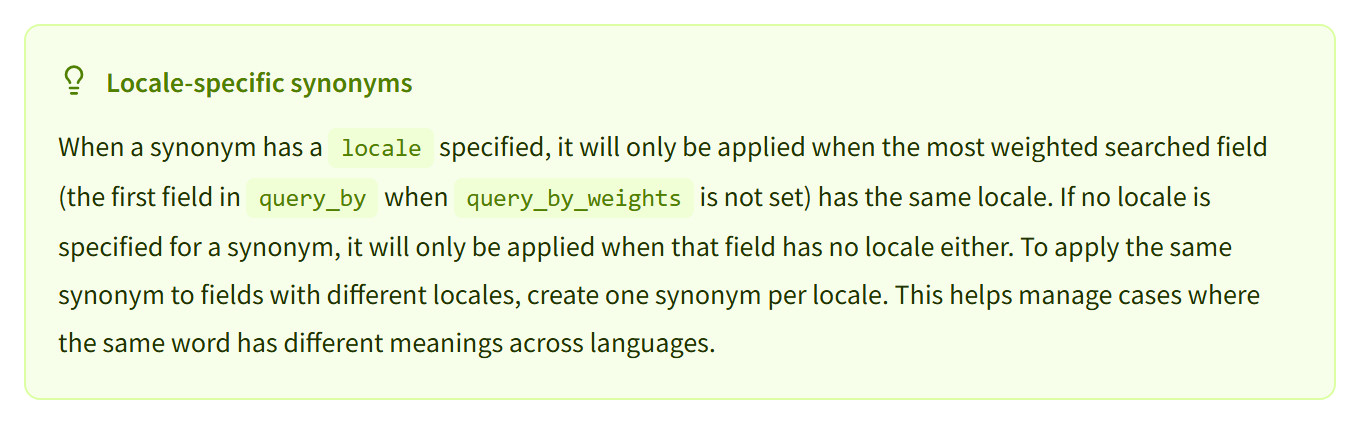 Locale-specific synonyms
When a synonym has a locale specified, it will only be applied when the most weighted searched field
(the first field in query_by when query_by_weights is not set) has the same locale. If no locale is
specified for a synonym, it will only be applied when that field has no locale either. To apply the same
synonym to fields with different locales, create one synonym per locale. This helps manage cases where
the same word has different meanings across languages.